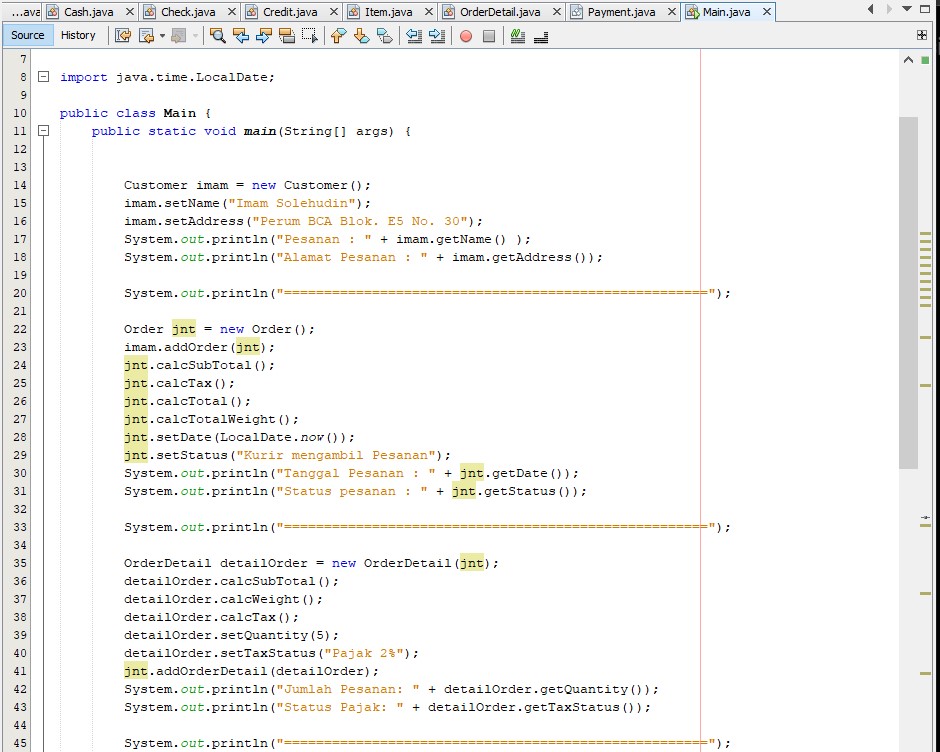 ...ava Cash.java Check.java Credit.java Item.java OrderDetail.java Payment.java Main.java
Source History
7
8 import java.time.LocalDate;
9
10 public class Main {
11 public static void main(String[] args) {
12
13
14 Customer imam = new Customer();
15 imam.setName("Imam Solehudin");
16 imam.setAddress("Perum BCA Blok. E5 No. 30");
17 System.out.println("Pesanan : " + imam.getName() );
18 System.out.println("Alamat Pesanan : " + imam.getAddress());
19
20 System.out.println("=====================================================");
21
22 Order jnt = new Order();
23 imam.addOrder(jnt);
24 jnt.calcSubTotal();
25 jnt.calcTax();
26 jnt.calcTotal();
27 jnt.calcTotalWeight();
28 jnt.setDate(LocalDate.now());
29 jnt.setStatus("Kurir mengambil Pesanan");
30 System.out.println("Tanggal Pesanan : " + jnt.getDate());
31 System.out.println("Status pesanan : " + jnt.getStatus());
32
33 System.out.println("=====================================================");
34
35 OrderDetail detailOrder = new OrderDetail(jnt);
36 detailOrder.calcSubTotal();
37 detailOrder.calcWeight();
38 detailOrder.calcTax();
39 detailOrder.setQuantity(5);
40 detailOrder.setTaxStatus("Pajak 2%");
41 jnt.addOrderDetail(detailOrder);
42 System.out.println("Jumlah Pesanan: " + detailOrder.getQuantity());
43 System.out.println("Status Pajak: " + detailOrder.getTaxStatus());
44
45 System.out.println("=====================================================");